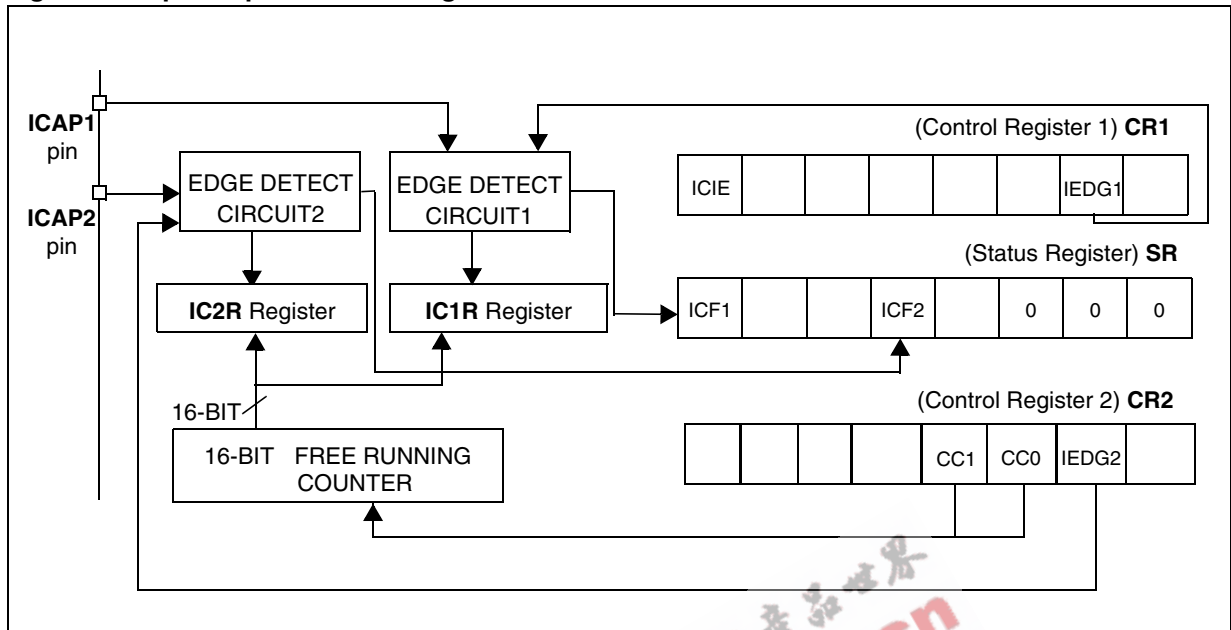 ICAP1
pin
ICAP2
pin
EDGE DETECT
CIRCUIT2
EDGE DETECT
CIRCUIT1
IC2R Register
IC1R Register
16-BIT
16-BIT FREE RUNNING
COUNTER
(Control Register 1) CR1
ICIE
IEDG1
(Status Register) SR
ICF1
ICF2
0
0
0
(Control Register 2) CR2
CC1
CC0
IEDG2